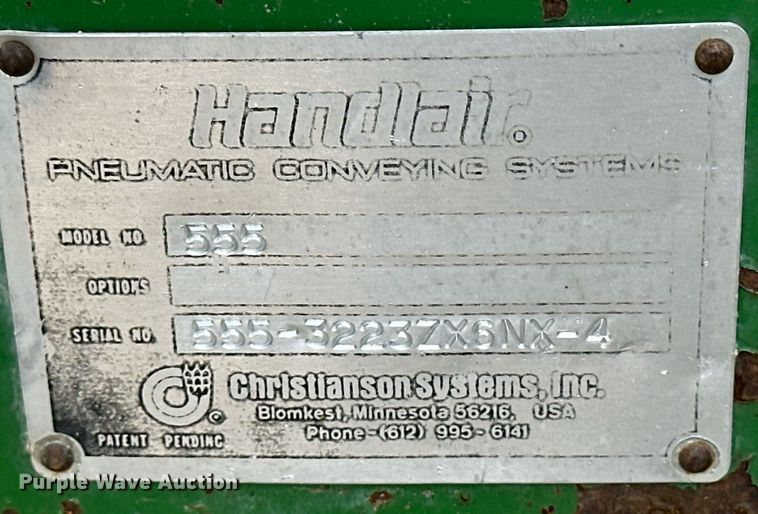 Handlair®
PNEUMATIC CONVEYING SYSTEMS
MODEL NO. 555
OPTIONS
SERIAL NO. 555-3223ZX6NX-4
Christianson Systems, Inc.
Blomkest, Minnesota 56216, USA
PATENT PENDING Phone-(612) 995-6141
Purple Wave Auction